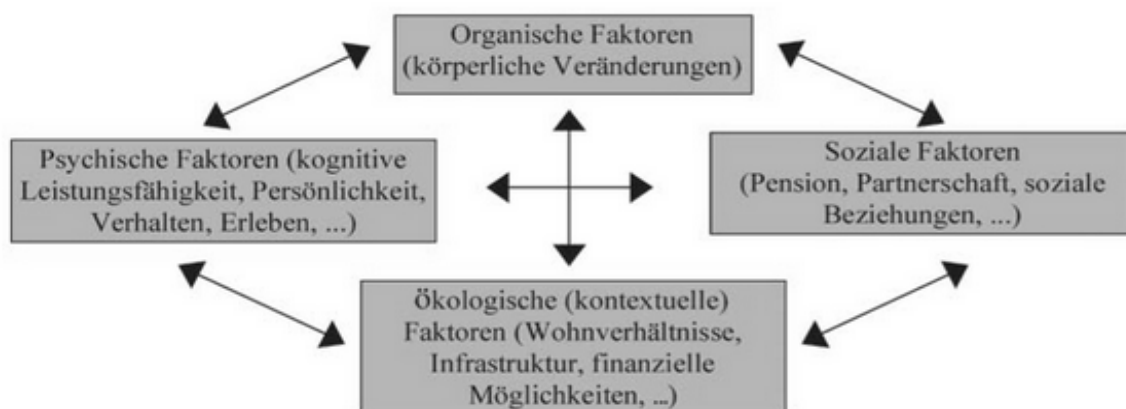 Organische Faktoren
(körperliche Veränderungen)
Psychische Faktoren (kognitive
Leistungsfähigkeit, Persönlichkeit,
Verhalten, Erleben, ...)
Soziale Faktoren
(Pension, Partnerschaft, soziale
Beziehungen, ...)
ökologische (kontextuelle)
Faktoren (Wohnverhältnisse,
Infrastruktur, finanzielle
Möglichkeiten, ...)